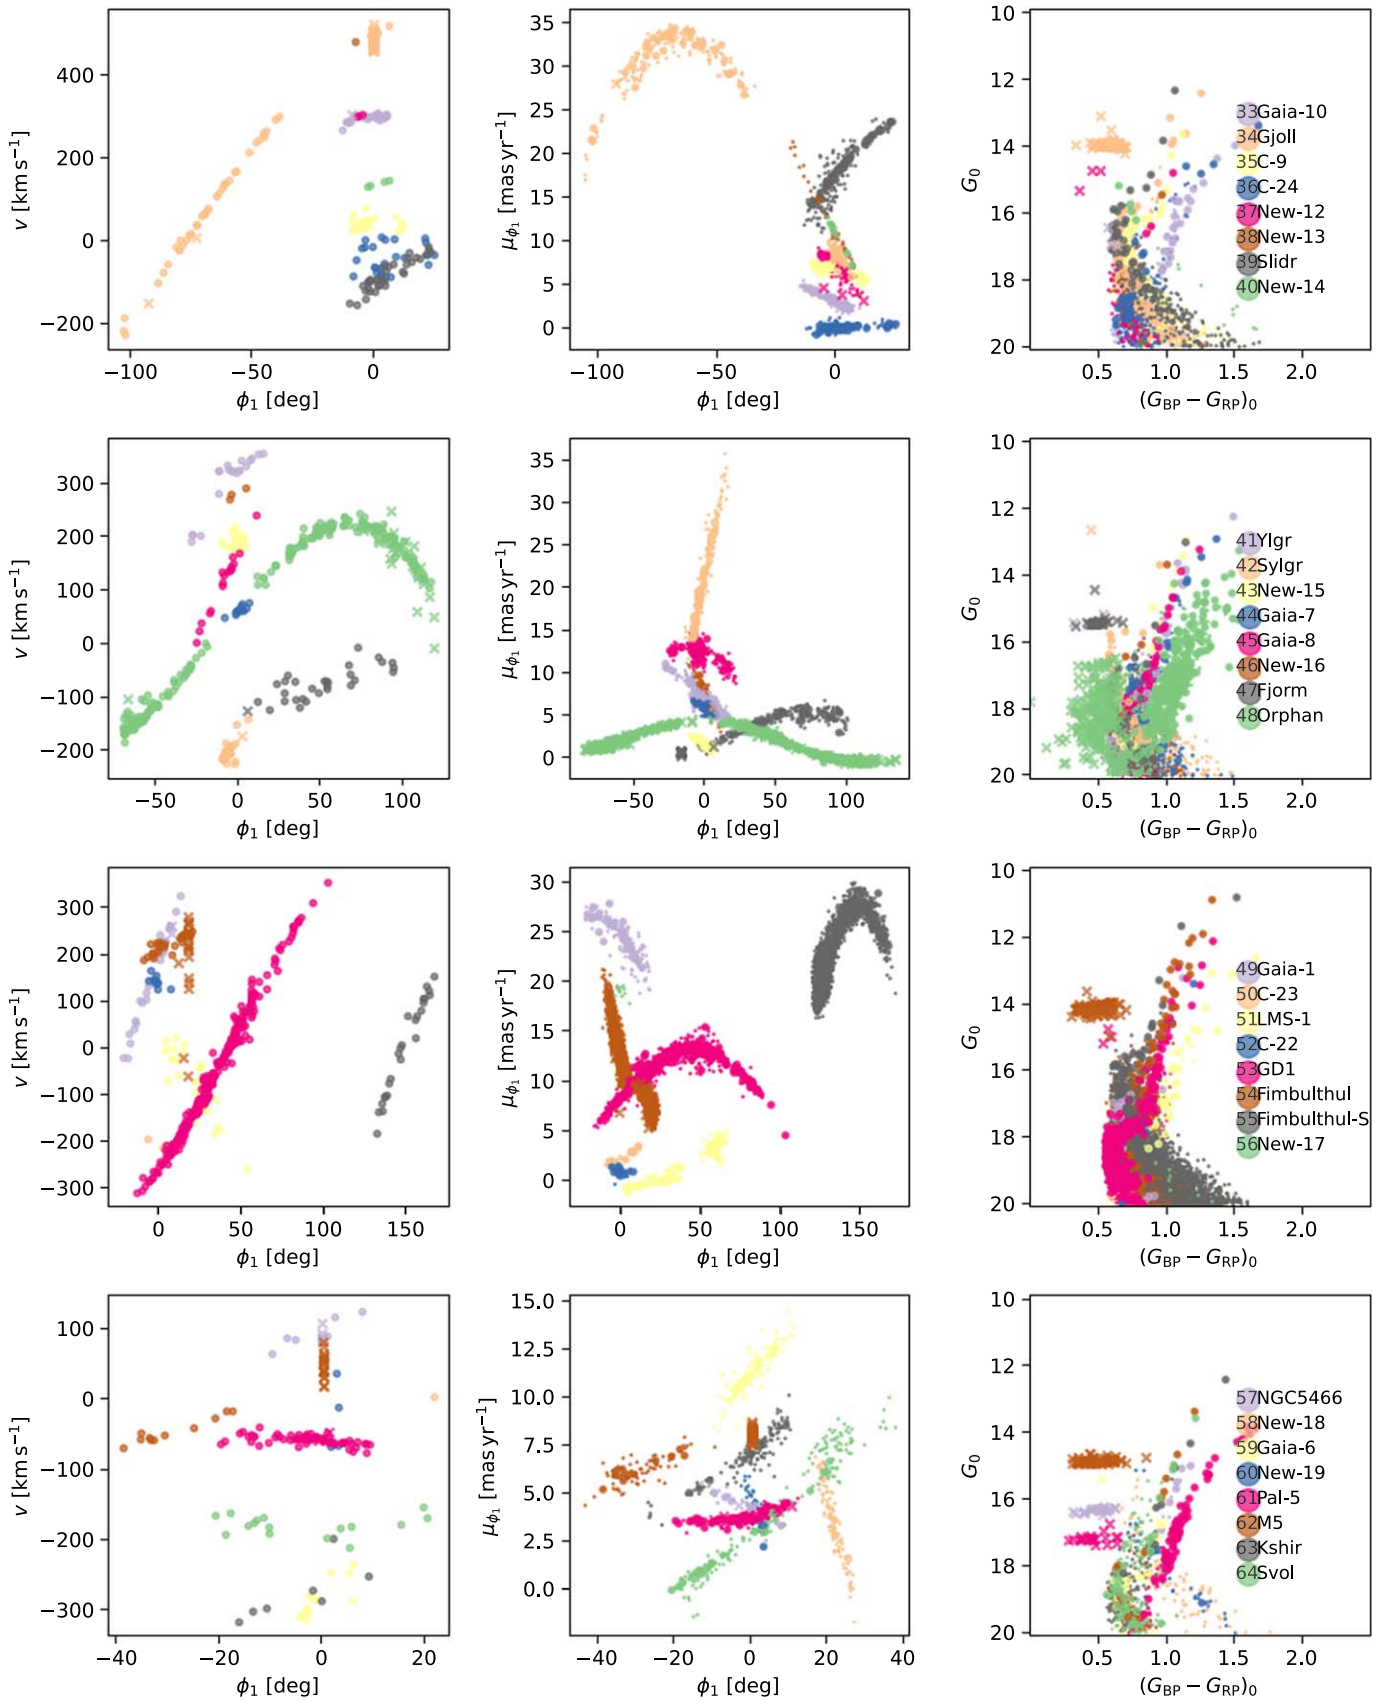 400
200
0
−200
v [km s⁻¹]
−100 −50 0
ϕ₁ [deg]
35
30
25
20
15
10
5
0
μϕ₁ [mas yr⁻¹]
−100 −50 0
ϕ₁ [deg]
10
12
14
16
18
20
G₀
0.5 1.0 1.5 2.0
(G_BP − G_RP)₀
33Gaia-10
34Gjoll
35C-9
36C-24
37New-12
38New-13
39Slidr
40New-14
300
200
100
0
−100
−200
v [km s⁻¹]
−50 0 50 100
ϕ₁ [deg]
35
30
25
20
15
10
5
0
μϕ₁ [mas yr⁻¹]
−50 0 50 100
ϕ₁ [deg]
10
12
14
16
18
20
G₀
0.5 1.0 1.5 2.0
(G_BP − G_RP)₀
41Ylgr
42Sylgr
43New-15
44Gaia-7
45Gaia-8
46New-16
47Fjorm
48Orphan
300
200
100
0
−100
−200
−300
v [km s⁻¹]
0 50 100 150
ϕ₁ [deg]
30
25
20
15
10
5
0
μϕ₁ [mas yr⁻¹]
0 50 100 150
ϕ₁ [deg]
10
12
14
16
18
20
G₀
0.5 1.0 1.5 2.0
(G_BP − G_RP)₀
49Gaia-1
50C-23
51LMS-1
52C-22
53GD1
54Fimbulthul
55Fimbulthul-S
56New-17
100
0
−100
−200
−300
v [km s⁻¹]
−40 −20 0 20
ϕ₁ [deg]
15.0
12.5
10.0
7.5
5.0
2.5
0.0
μϕ₁ [mas yr⁻¹]
−40 −20 0 20 40
ϕ₁ [deg]
10
12
14
16
18
20
G₀
0.5 1.0 1.5 2.0
(G_BP − G_RP)₀
57NGC5466
58New-18
59Gaia-6
60New-19
61Pal-5
62M5
63Kshir
64Svol